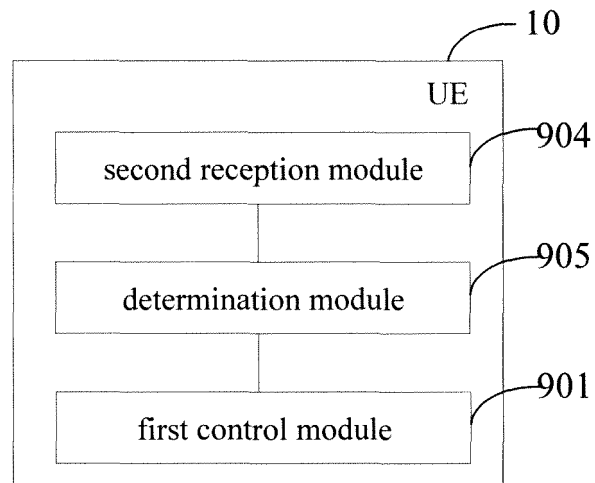 10
UE
904
second reception module
905
determination module
901
first control module